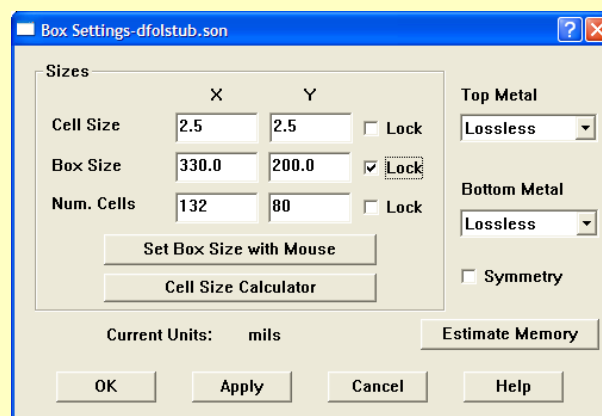 Box Settings-dfolstub.son
Sizes
X Y
Cell Size 2.5 2.5 Lock
Box Size 330.0 200.0 Lock
Num. Cells 132 80 Lock
Set Box Size with Mouse
Cell Size Calculator
Top Metal
Lossless
Bottom Metal
Lossless
Symmetry
Current Units: mils
Estimate Memory
OK Apply Cancel Help